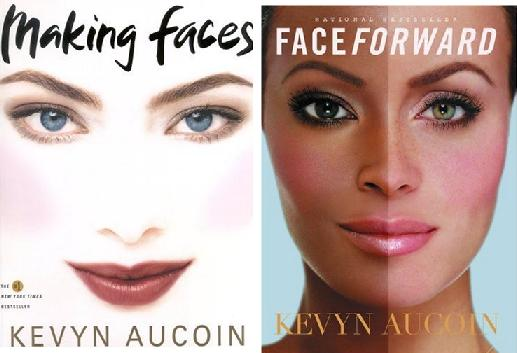 Making Faces
THE #1
NEW YORK TIMES
BESTSELLER
KEVYN AUCOIN
NATIONAL BESTSELLER
FACE FORWARD
KEVYN AUCOIN